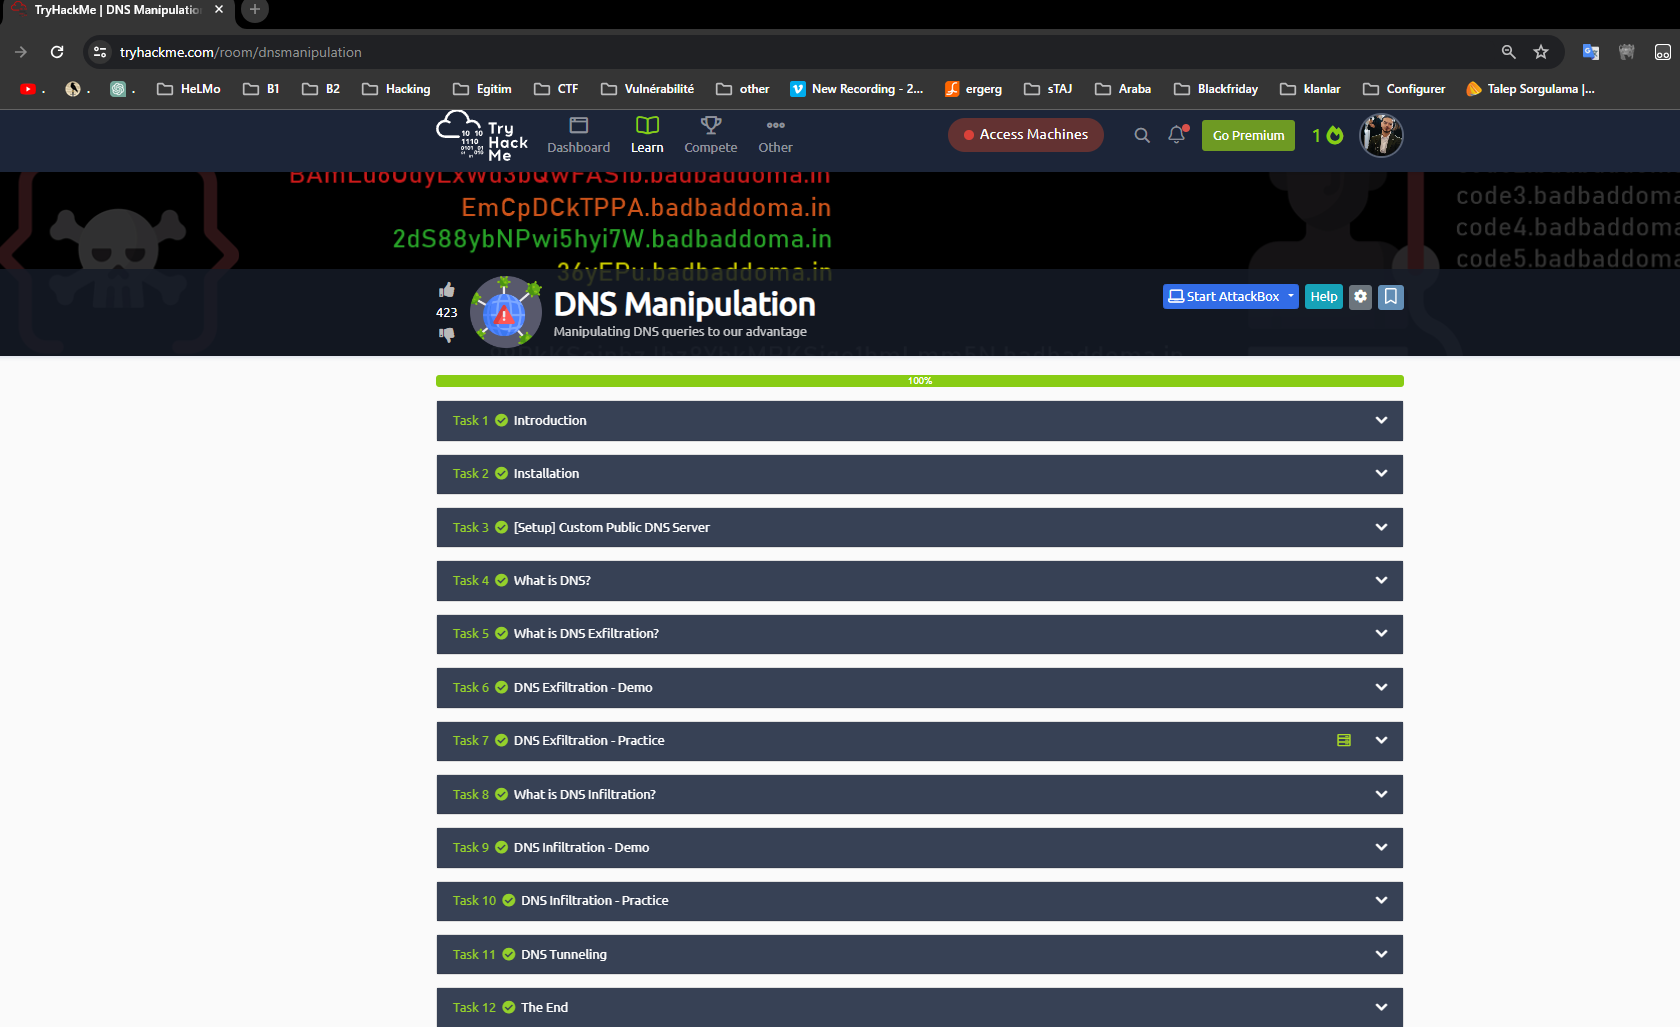 TryHackMe | DNS Manipulatio
tryhackme.com/room/dnsmanipulation
. . . HeLMo B1 B2 Hacking Egitim CTF Vulnérabilité other New Recording - 2... ergerg sTAJ Araba Blackfriday klanlar Configurer Talep Sorgulama |...
Try Hack Me
Dashboard Learn Compete Other Access Machines Go Premium 1
BAmLd6UdyLxWd3bQwFAS1b.badbaddoma.in
EmCpDCkTPPA.badbaddoma.in
2dS88ybNPwi5hyi7W.badbaddoma.in
36yEPu.badbaddoma.in
code3.badbaddoma
code4.badbaddoma
code5.badbaddoma
423
DNS Manipulation
Manipulating DNS queries to our advantage
Start AttackBox Help
100%
Task 1 Introduction
Task 2 Installation
Task 3 [Setup] Custom Public DNS Server
Task 4 What is DNS?
Task 5 What is DNS Exfiltration?
Task 6 DNS Exfiltration - Demo
Task 7 DNS Exfiltration - Practice
Task 8 What is DNS Infiltration?
Task 9 DNS Infiltration - Demo
Task 10 DNS Infiltration - Practice
Task 11 DNS Tunneling
Task 12 The End